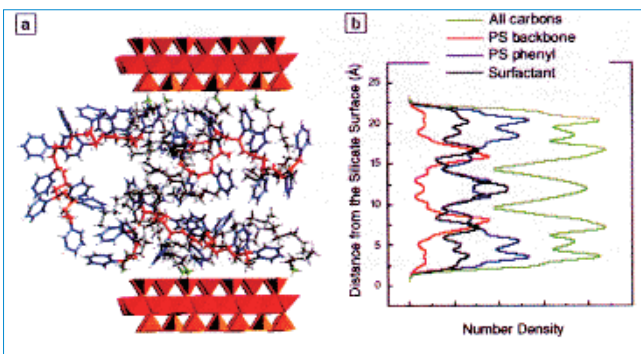 a
b
All carbons
PS backbone
PS phenyl
Surfactant
Distance from the Silicate Surface (Å)
25
20
15
10
5
0
Number Density